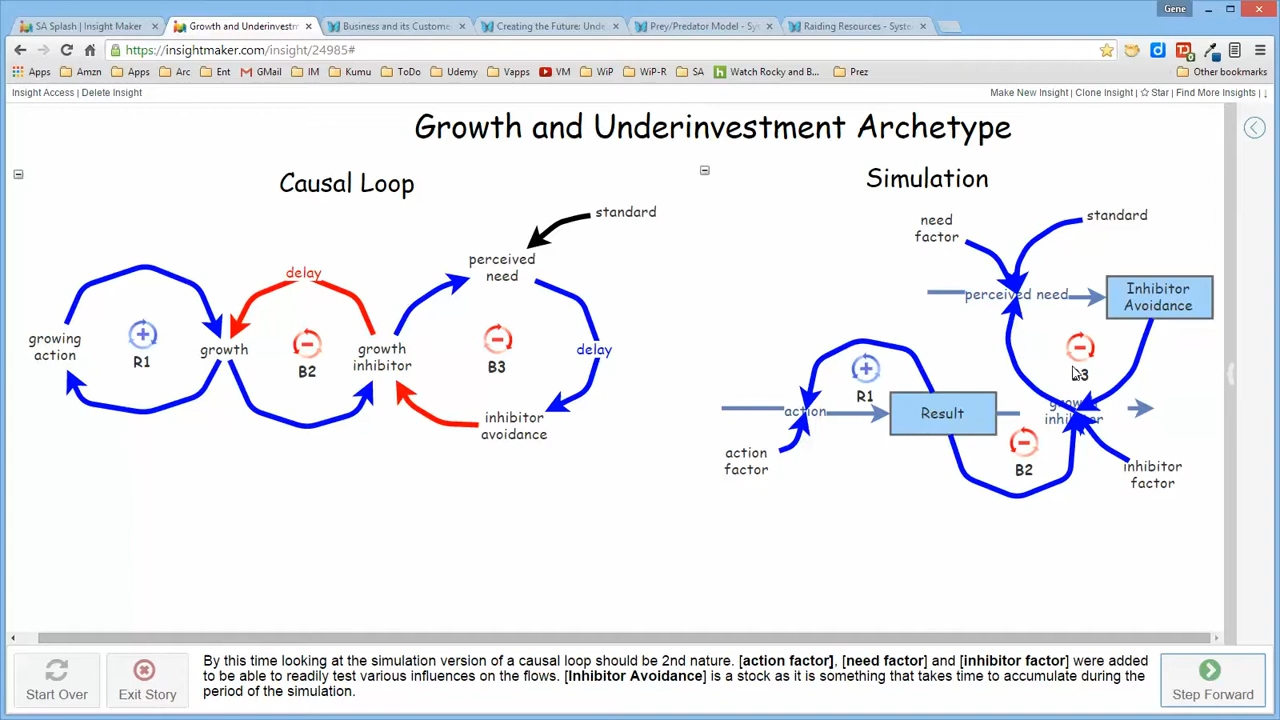 Gene
SA Splash | Insight Maker
Growth and Underinvestm
Business and its Custome
Creating the Future: Unde
Prey/Predator Model - Syst
Raiding Resources - Syste
https://insightmaker.com/insight/24985#
Apps
Amzn
Apps
Arc
Ent
GMail
IM
Kumu
ToDo
Udemy
Vapps
VM
WiP
WiP-R
SA
Watch Rocky and B...
Prez
Other bookmarks
Insight Access | Delete Insight
Make New Insight | Clone Insight | Star | Find More Insights |
Growth and Underinvestment Archetype
Causal Loop
Simulation
standard
perceived
need
delay
growing
action
R1
growth
B2
growth
inhibitor
B3
delay
inhibitor
avoidance
need
factor
standard
perceived need
Inhibitor
Avoidance
B3
R1
action
Result
growth
inhibitor
B2
action
factor
inhibitor
factor
Start Over
Exit Story
By this time looking at the simulation version of a causal loop should be 2nd nature. [action factor], [need factor] and [inhibitor factor] were added
to be able to readily test various influences on the flows. [Inhibitor Avoidance] is a stock as it is something that takes time to accumulate during the
period of the simulation.
Step Forward